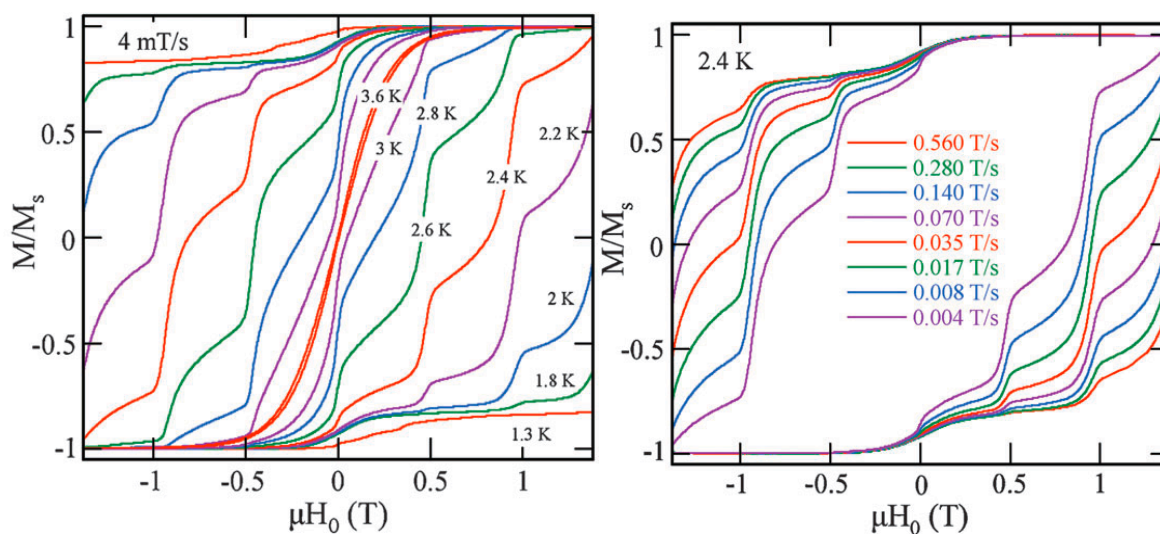 4 mT/s
1
0.5
0
-0.5
-1
M/Ms
3.6 K
2.8 K
3 K
2.2 K
2.4 K
2.6 K
2 K
1.8 K
1.3 K
-1
-0.5
0
0.5
1
μH0 (T)
2.4 K
1
0.5
0
-0.5
-1
M/Ms
0.560 T/s
0.280 T/s
0.140 T/s
0.070 T/s
0.035 T/s
0.017 T/s
0.008 T/s
0.004 T/s
-1
-0.5
0
0.5
1
μH0 (T)